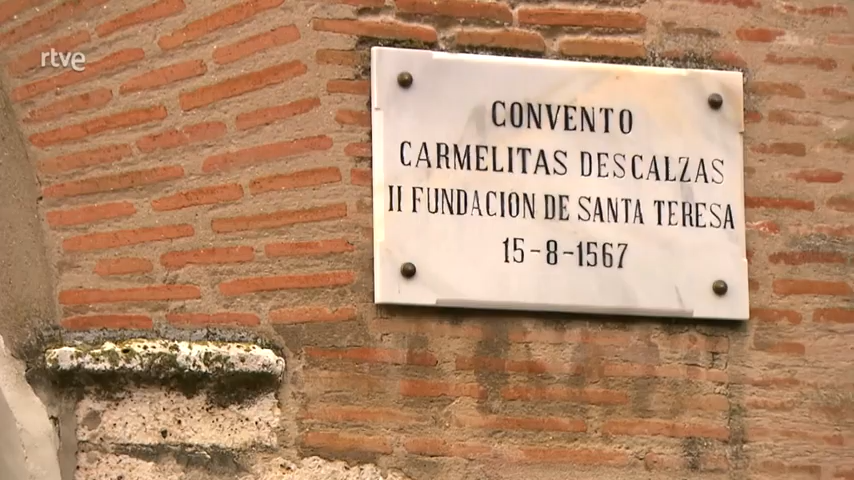 rtve
CONVENTO
CARMELITAS DESCALZAS
II FUNDACION DE SANTA TERESA
15-8-1567